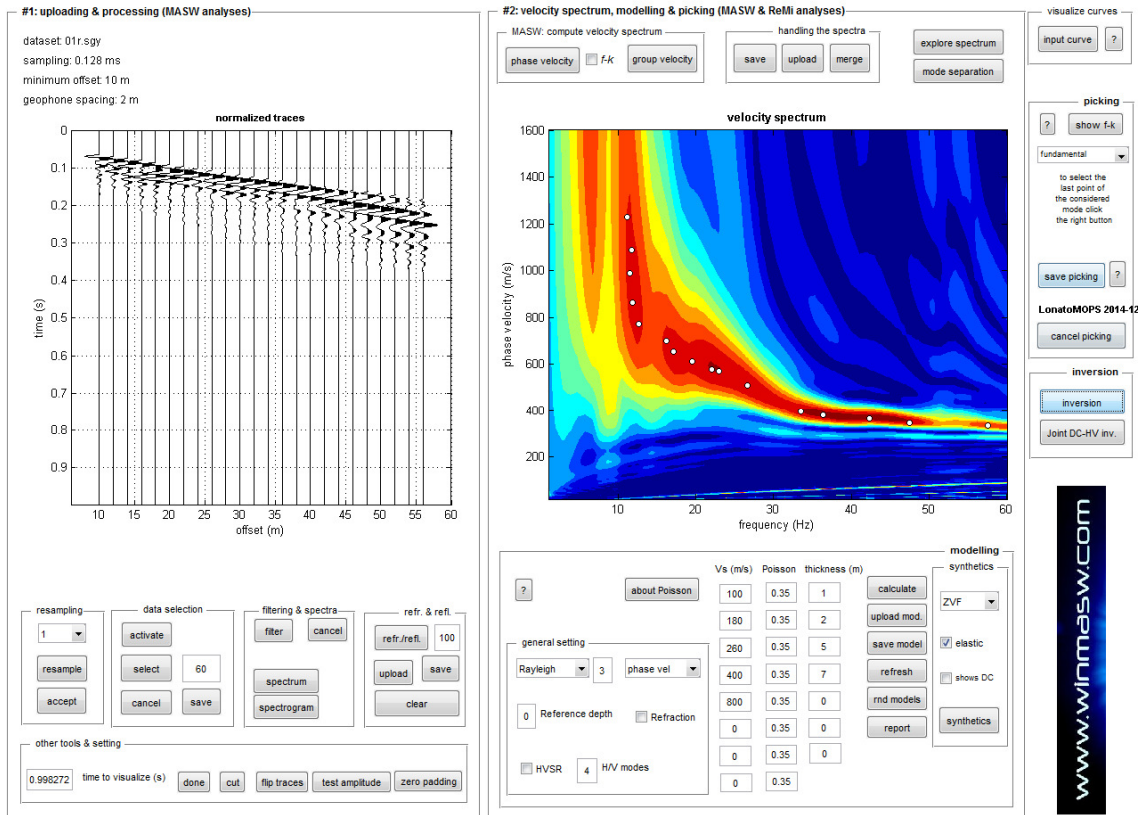 #1: uploading & processing (MASW analyses)
dataset: 01r.sgy
sampling: 0.128 ms
minimum offset: 10 m
geophone spacing: 2 m
normalized traces
0
0.1
0.2
0.3
0.4
0.5
0.6
0.7
0.8
0.9
time (s)
10 15 20 25 30 35 40 45 50 55 60
offset (m)
resampling
1
resample
accept
data selection
activate
select 60
cancel save
filtering & spectra
filter cancel
spectrum
spectrogram
refr. & refl.
refr./refl. 100
upload save
clear
other tools & setting
0.998272 time to visualize (s) done cut flip traces test amplitude zero padding
#2: velocity spectrum, modelling & picking (MASW & ReMi analyses)
MASW: compute velocity spectrum
phase velocity f-k group velocity
handling the spectra
save upload merge
explore spectrum
mode separation
velocity spectrum
1600
1400
1200
1000
800
600
400
200
phase velocity (m/s)
10 20 30 40 50 60
frequency (Hz)
modelling
? about Poisson
Vs (m/s) Poisson thickness (m)
100 0.35 1
180 0.35 2
260 0.35 5
400 0.35 7
800 0.35 0
0 0.35 0
0 0.35 0
0 0.35
general setting
Rayleigh 3 phase vel
0 Reference depth Refraction
HVSR 4 H/V modes
calculate
upload mod.
save model
refresh
rnd models
report
synthetics
ZVF
elastic
shows DC
synthetics
visualize curves
input curve ?
picking
? show f-k
fundamental
to select the
last point of
the considered
mode click
the right button
save picking ?
LonatoMOPS 2014-12
cancel picking
inversion
inversion
Joint DC-HV inv.
www.winmasw.com